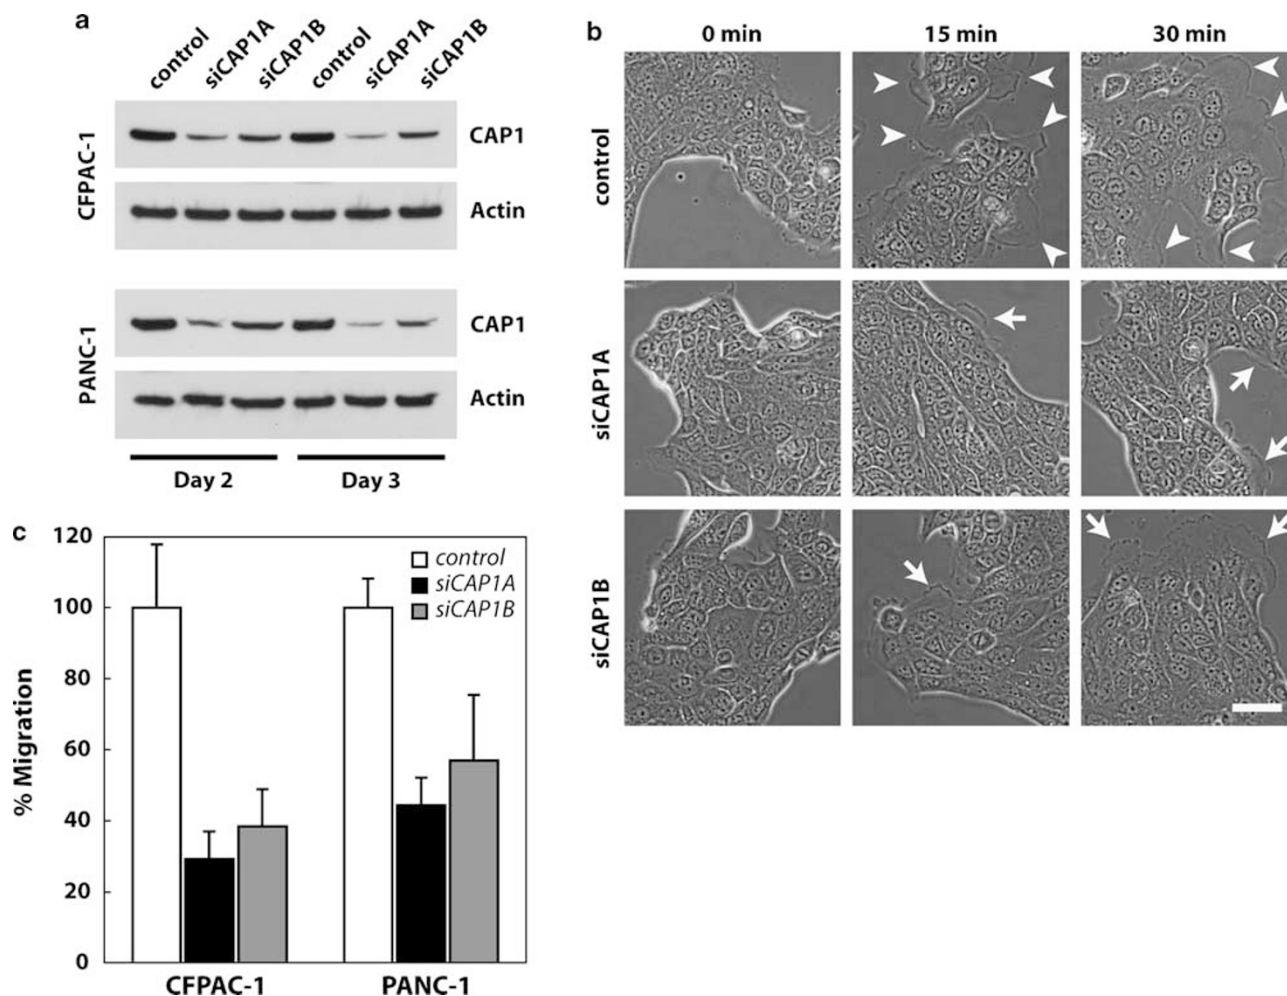 a
control
siCAP1A
siCAP1B
control
siCAP1A
siCAP1B
CFPAC-1
CAP1
Actin
PANC-1
CAP1
Actin
Day 2
Day 3
b
0 min
15 min
30 min
control
siCAP1A
siCAP1B
c
% Migration
120
100
80
60
40
20
0
control
siCAP1A
siCAP1B
CFPAC-1
PANC-1